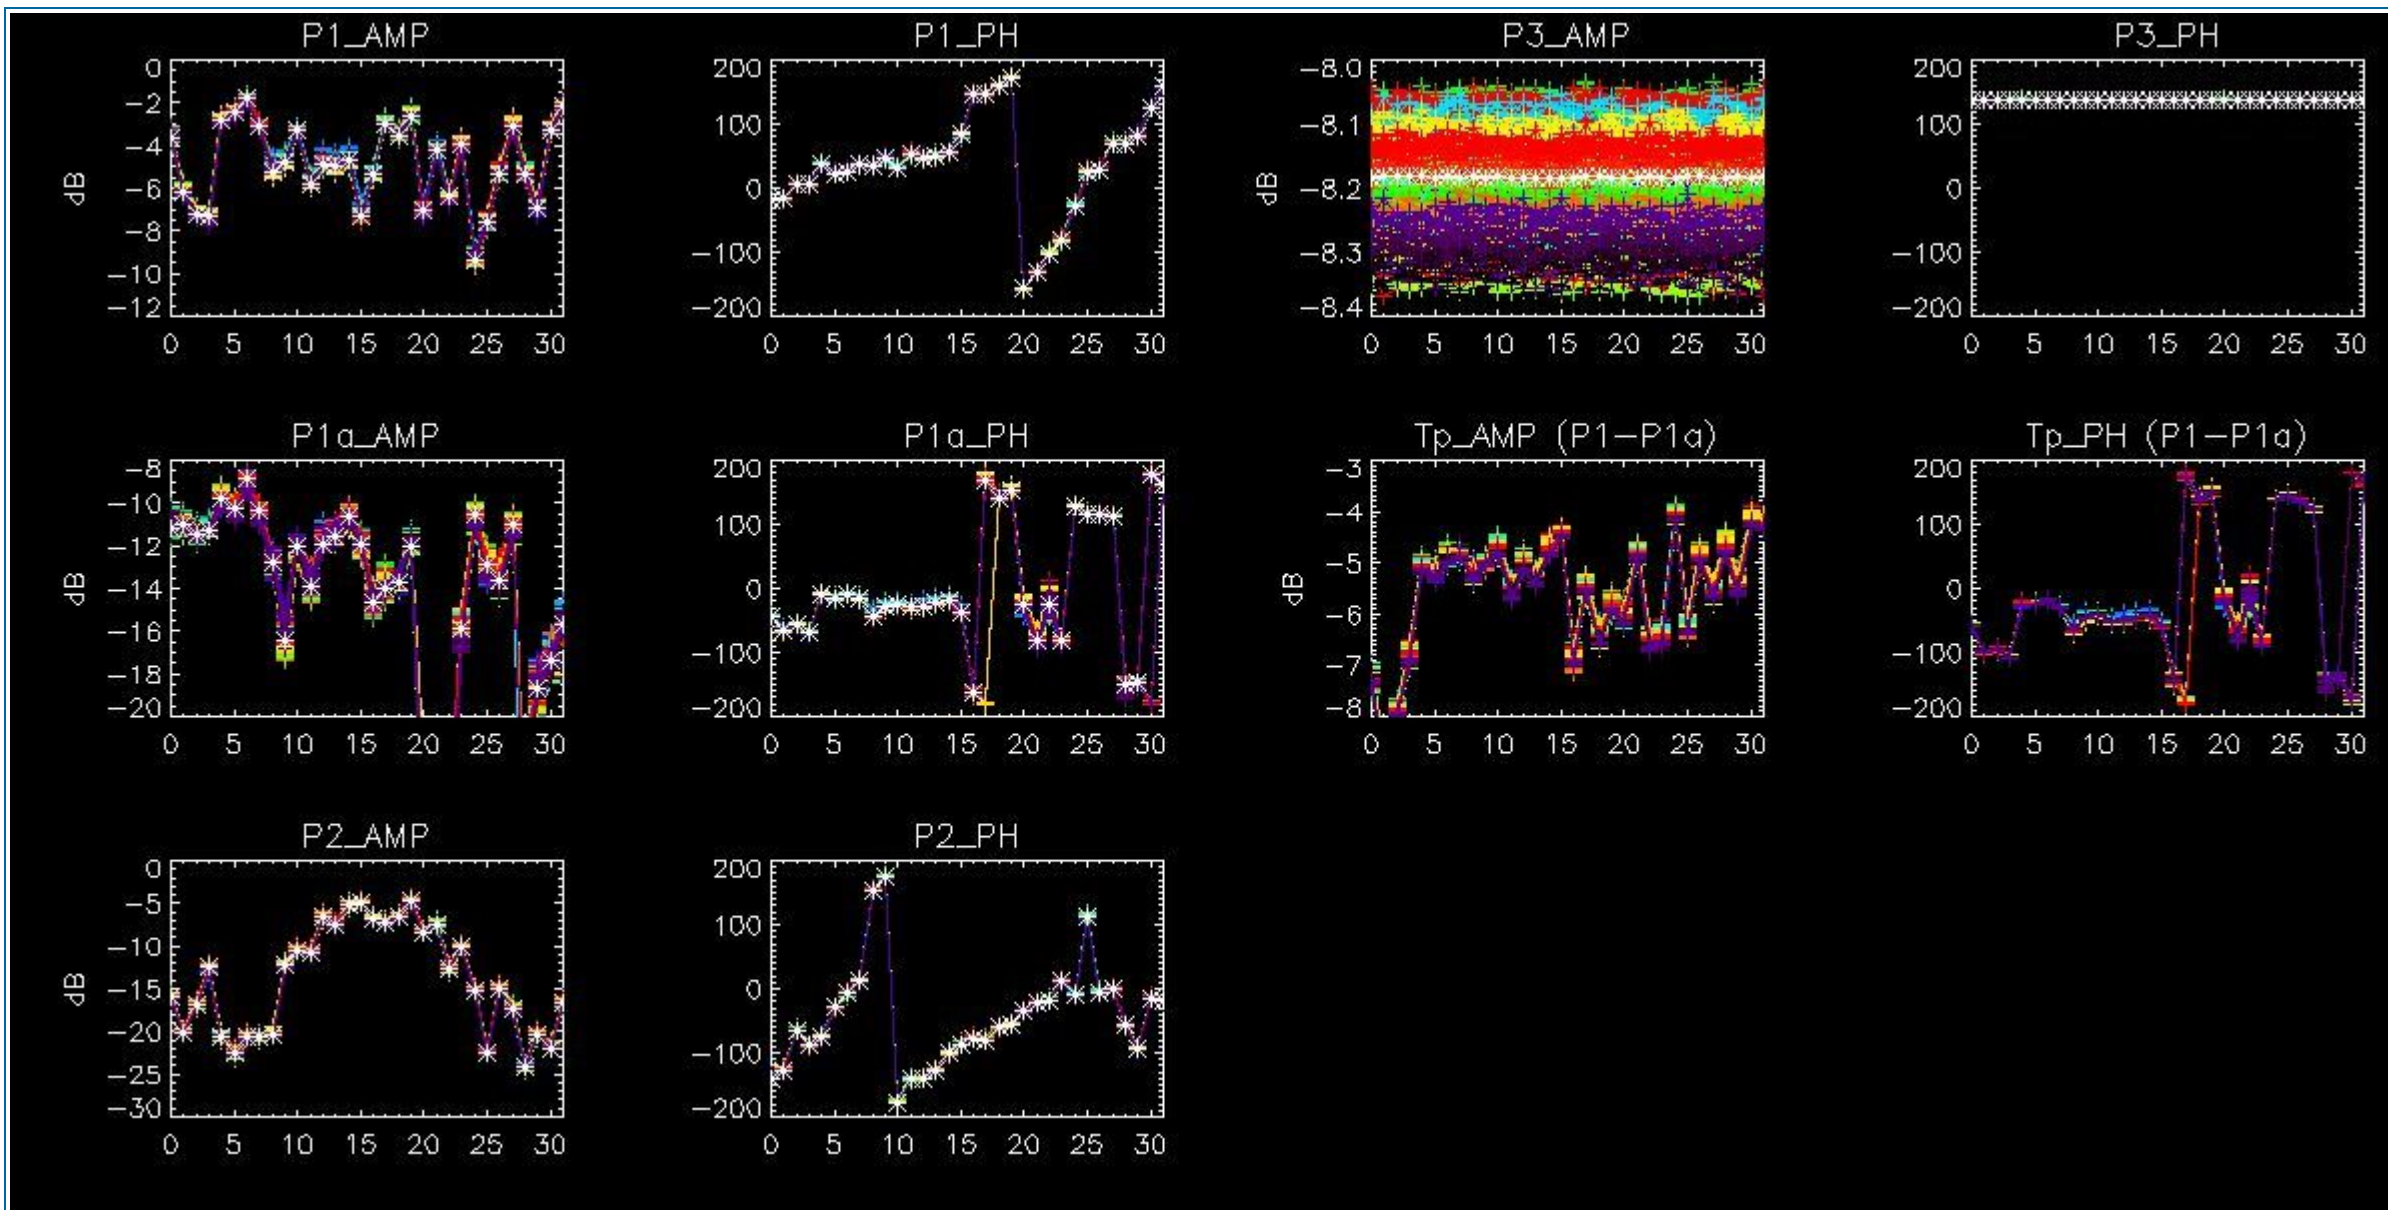 P1_AMP
0
−2
−4
−6
−8
−10
−12
dB
0 5 10 15 20 25 30
P1_PH
200
100
0
−100
−200
0 5 10 15 20 25 30
P3_AMP
−8.0
−8.1
−8.2
−8.3
−8.4
dB
0 5 10 15 20 25 30
P3_PH
200
100
0
−100
−200
0 5 10 15 20 25 30
P1a_AMP
−8
−10
−12
−14
−16
−18
−20
dB
0 5 10 15 20 25 30
P1a_PH
200
100
0
−100
−200
0 5 10 15 20 25 30
Tp_AMP (P1−P1a)
−3
−4
−5
−6
−7
−8
dB
0 5 10 15 20 25 30
Tp_PH (P1−P1a)
200
100
0
−100
−200
0 5 10 15 20 25 30
P2_AMP
0
−5
−10
−15
−20
−25
−30
dB
0 5 10 15 20 25 30
P2_PH
200
100
0
−100
−200
0 5 10 15 20 25 30